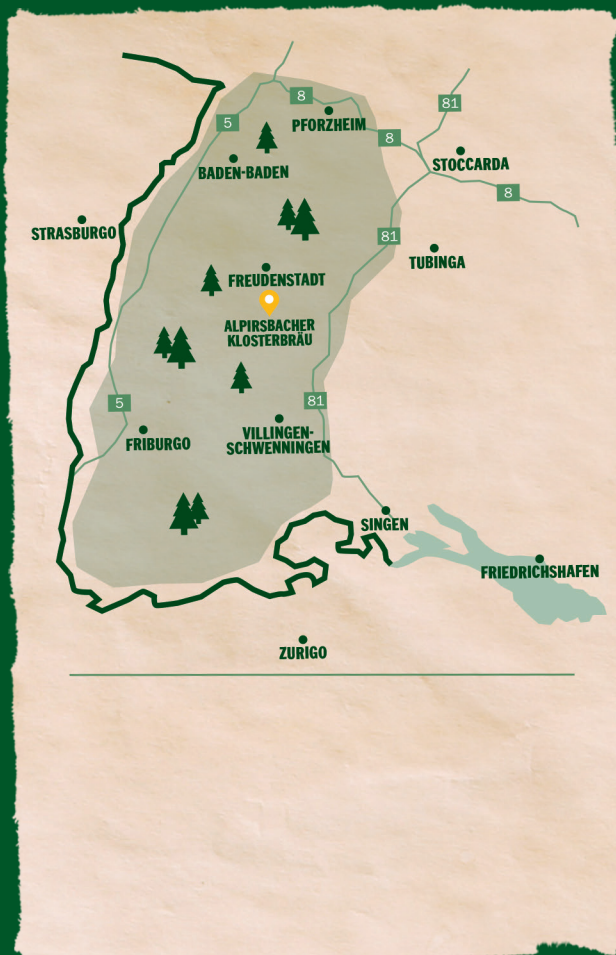 8
81
5
PFORZHEIM
8
STOCCARDA
BADEN-BADEN
8
STRASBURGO
81
TUBINGA
FREUDENSTADT
ALPIRSBACHER
KLOSTERBRÄU
5
81
FRIBURGO
VILLINGEN-
SCHWENNINGEN
SINGEN
FRIEDRICHSHAFEN
ZURIGO